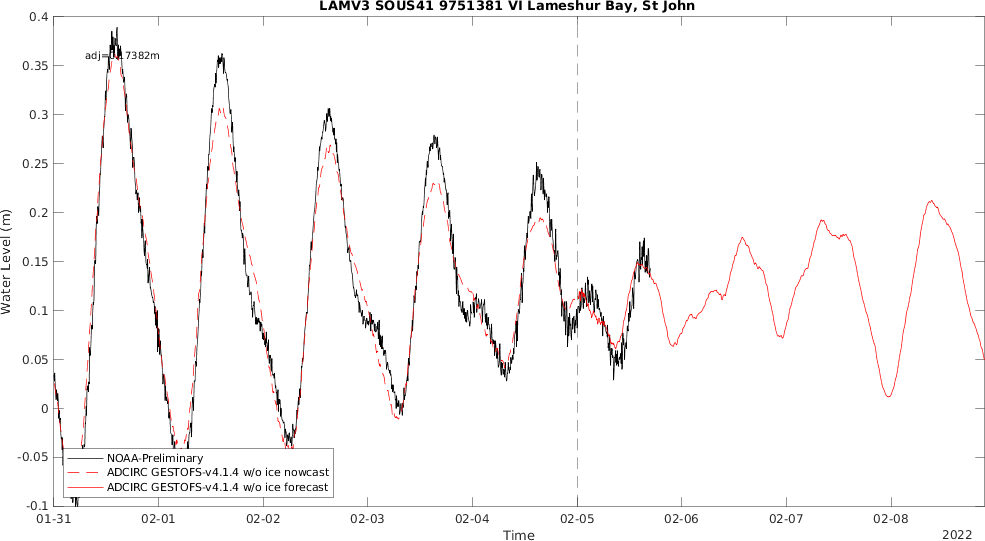 LAMV3 SOUS41 9751381 VI Lameshur Bay, St John
0.4
0.35
0.3
0.25
0.2
0.15
0.1
0.05
0
-0.05
-0.1
Water Level (m)
NOAA-Preliminary
ADCIRC GESTOFS-v4.1.4 w/o ice nowcast
ADCIRC GESTOFS-v4.1.4 w/o ice forecast
01-31 02-01 02-02 02-03 02-04 02-05 02-06 02-07 02-08
Time
2022